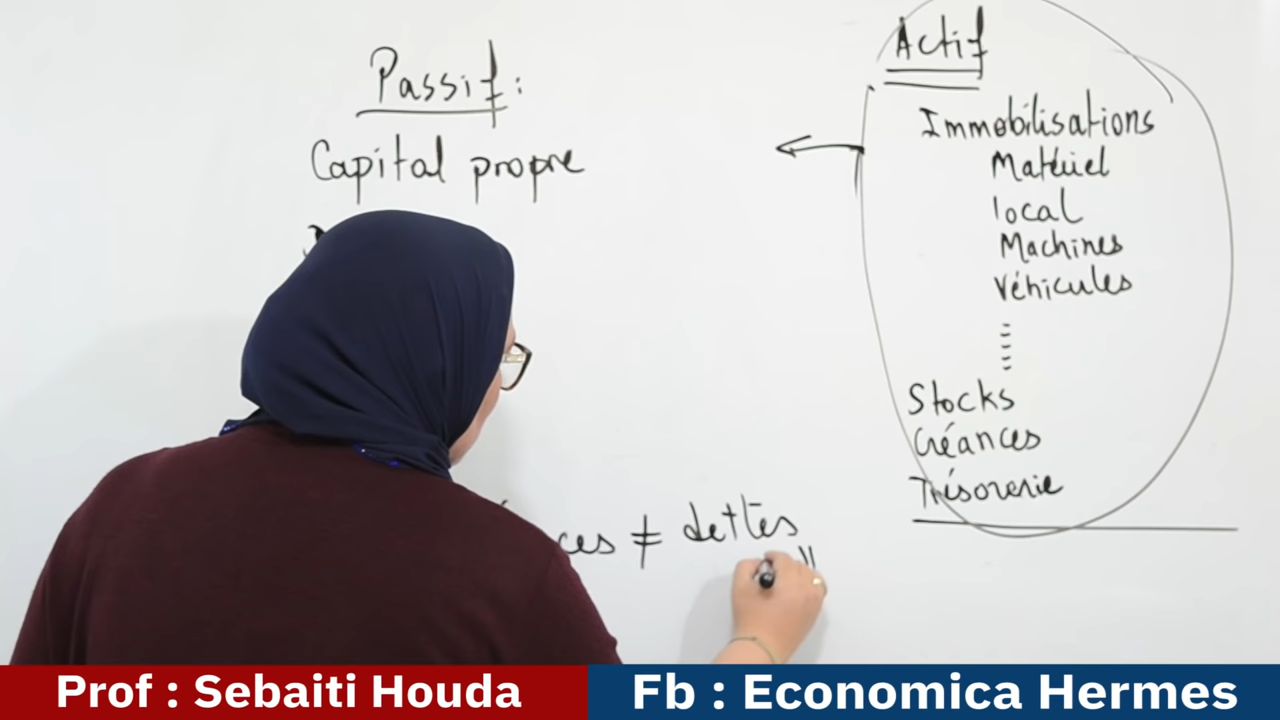 Passif :
Capital propre
ces ≠ dettes
"
Actif
Immobilisations
Matériel
local
Machines
Véhicules
Stocks
Créances
Trésorerie
Prof : Sebaiti Houda
Fb : Economica Hermes